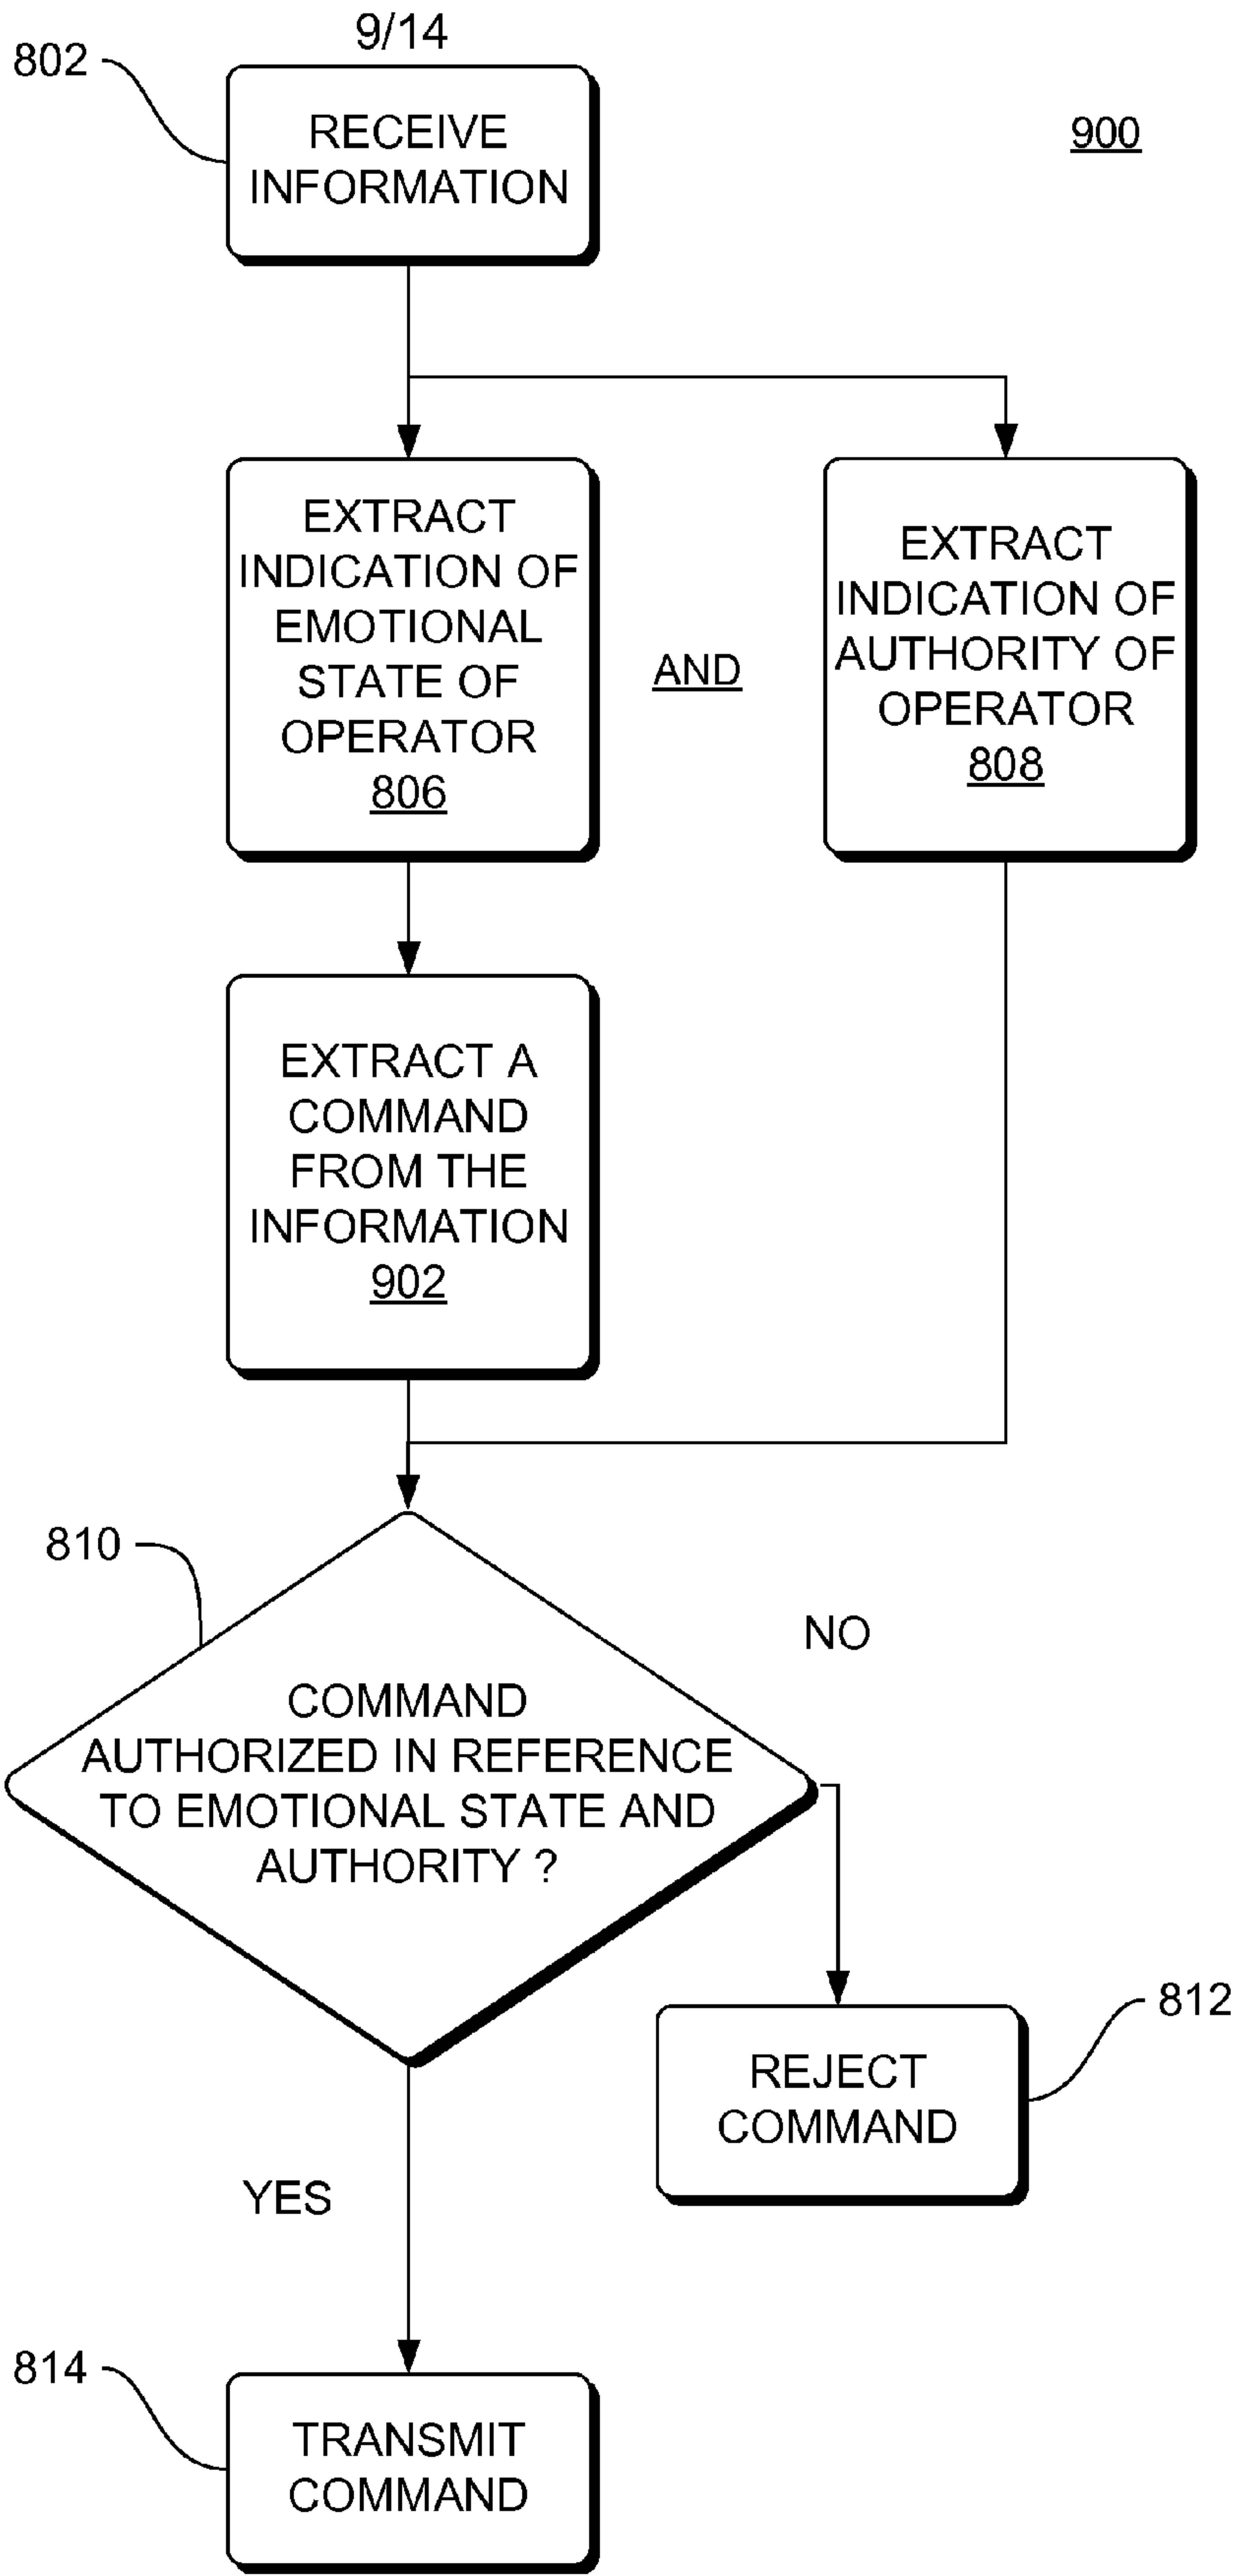 9/14
802
RECEIVE
INFORMATION
900
EXTRACT
INDICATION OF
EMOTIONAL
STATE OF
OPERATOR
806
AND
EXTRACT
INDICATION OF
AUTHORITY OF
OPERATOR
808
EXTRACT A
COMMAND
FROM THE
INFORMATION
902
810
COMMAND
AUTHORIZED IN REFERENCE
TO EMOTIONAL STATE AND
AUTHORITY ?
NO
812
REJECT
COMMAND
YES
814
TRANSMIT
COMMAND